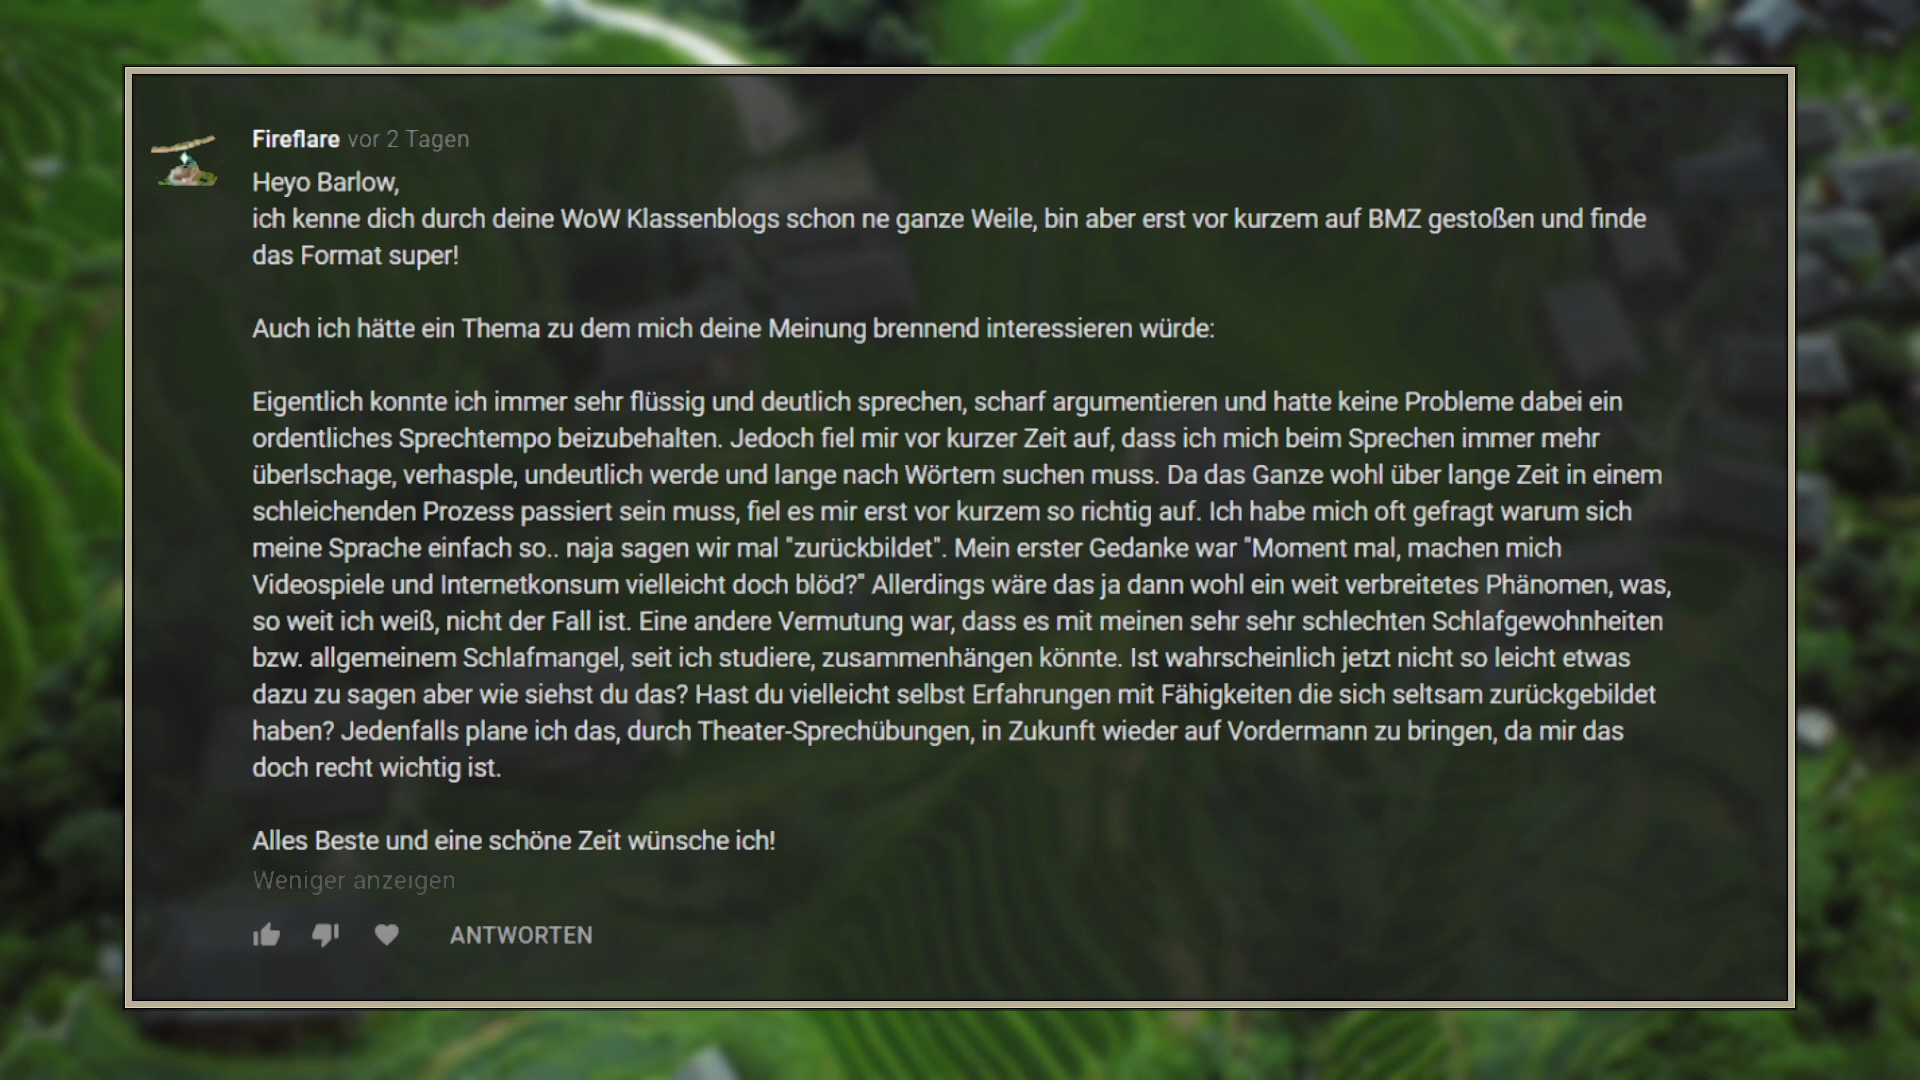 Fireflare vor 2 Tagen
Heyo Barlow,
ich kenne dich durch deine WoW Klassenblogs schon ne ganze Weile, bin aber erst vor kurzem auf BMZ gestoßen und finde
das Format super!
Auch ich hätte ein Thema zu dem mich deine Meinung brennend interessieren würde:
Eigentlich konnte ich immer sehr flüssig und deutlich sprechen, scharf argumentieren und hatte keine Probleme dabei ein
ordentliches Sprechtempo beizubehalten. Jedoch fiel mir vor kurzer Zeit auf, dass ich mich beim Sprechen immer mehr
überlschage, verhasple, undeutlich werde und lange nach Wörtern suchen muss. Da das Ganze wohl über lange Zeit in einem
schleichenden Prozess passiert sein muss, fiel es mir erst vor kurzem so richtig auf. Ich habe mich oft gefragt warum sich
meine Sprache einfach so.. naja sagen wir mal "zurückbildet". Mein erster Gedanke war "Moment mal, machen mich
Videospiele und Internetkonsum vielleicht doch blöd?" Allerdings wäre das ja dann wohl ein weit verbreitetes Phänomen, was,
so weit ich weiß, nicht der Fall ist. Eine andere Vermutung war, dass es mit meinen sehr sehr schlechten Schlafgewohnheiten
bzw. allgemeinem Schlafmangel, seit ich studiere, zusammenhängen könnte. Ist wahrscheinlich jetzt nicht so leicht etwas
dazu zu sagen aber wie siehst du das? Hast du vielleicht selbst Erfahrungen mit Fähigkeiten die sich seltsam zurückgebildet
haben? Jedenfalls plane ich das, durch Theater-Sprechübungen, in Zukunft wieder auf Vordermann zu bringen, da mir das
doch recht wichtig ist.
Alles Beste und eine schöne Zeit wünsche ich!
Weniger anzeigen
ANTWORTEN